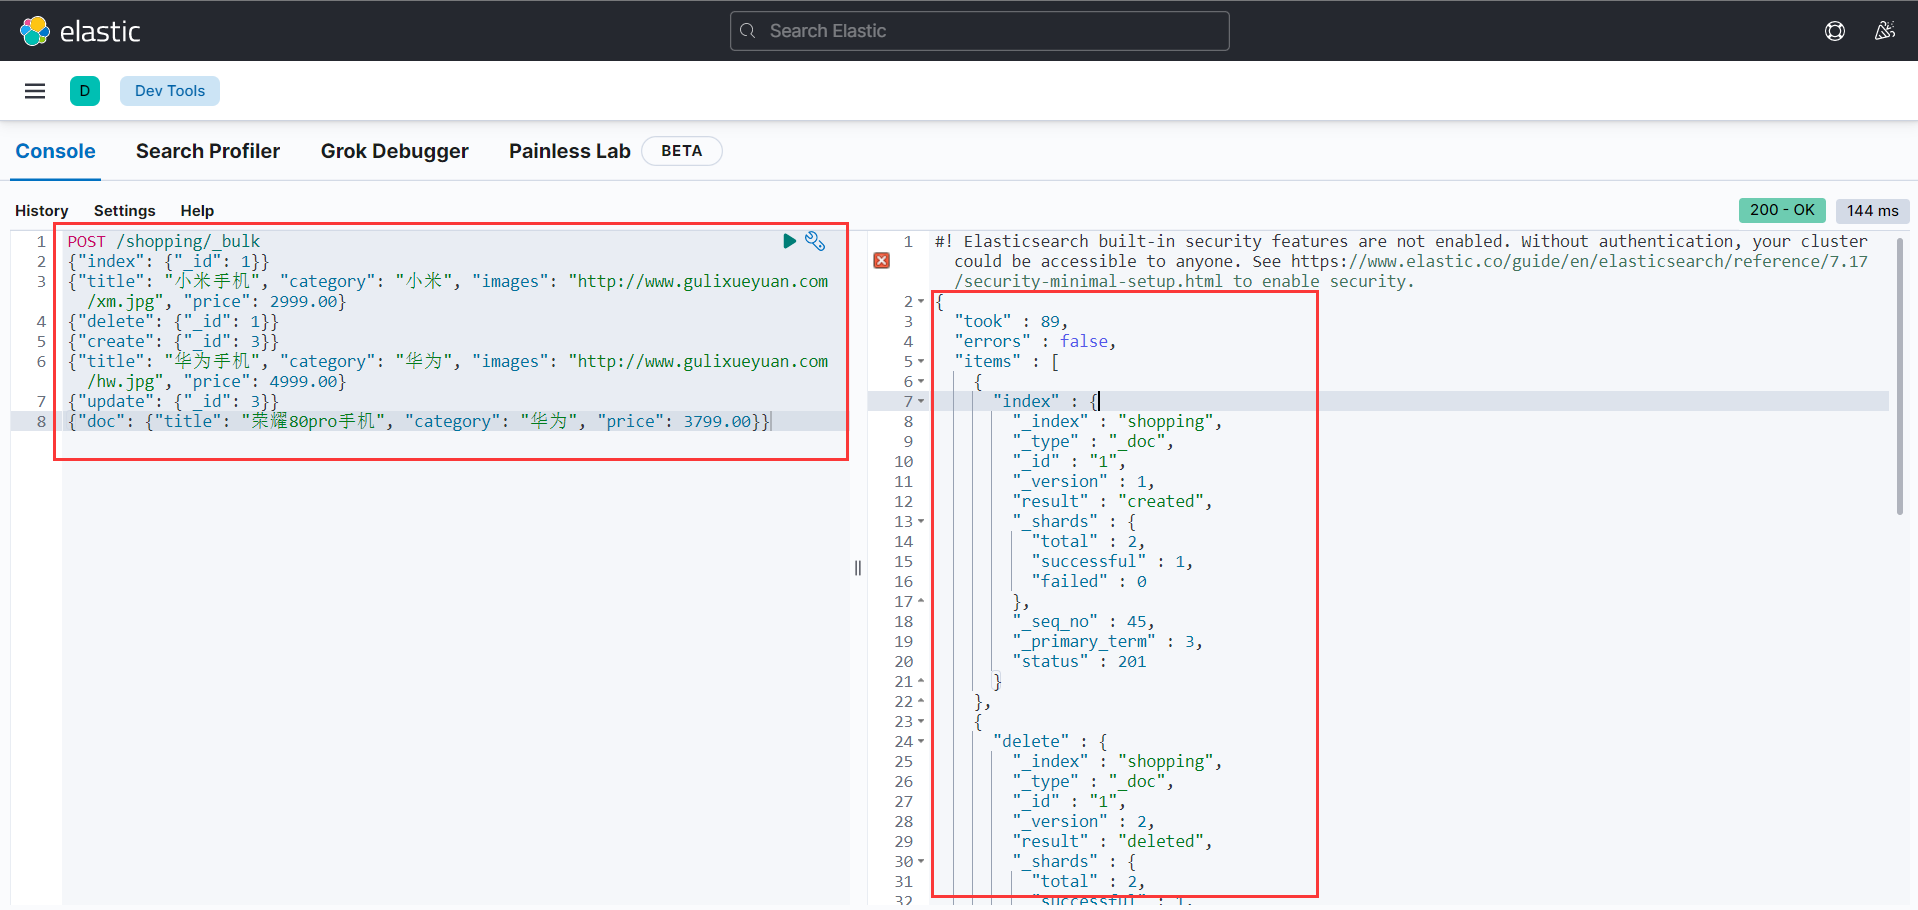 elastic
Search Elastic
D
Dev Tools
Console
Search Profiler
Grok Debugger
Painless Lab
BETA
History
Settings
Help
200 - OK
144 ms
1 POST /shopping/_bulk
2 {"index": {"_id": 1}}
3 {"title": "小米手机", "category": "小米", "images": "http://www.gulixueyuan.com
/xm.jpg", "price": 2999.00}
4 {"delete": {"_id": 1}}
5 {"create": {"_id": 3}}
6 {"title": "华为手机", "category": "华为", "images": "http://www.gulixueyuan.com
/hw.jpg", "price": 4999.00}
7 {"update": {"_id": 3}}
8 {"doc": {"title": "荣耀80pro手机", "category": "华为", "price": 3799.00}}
1 #! Elasticsearch built-in security features are not enabled. Without authentication, your cluster
could be accessible to anyone. See https://www.elastic.co/guide/en/elasticsearch/reference/7.17
/security-minimal-setup.html to enable security.
2 {
3 "took" : 89,
4 "errors" : false,
5 "items" : [
6 {
7 "index" : {
8 "_index" : "shopping",
9 "_type" : "_doc",
10 "_id" : "1",
11 "_version" : 1,
12 "result" : "created",
13 "_shards" : {
14 "total" : 2,
15 "successful" : 1,
16 "failed" : 0
17 },
18 "_seq_no" : 45,
19 "_primary_term" : 3,
20 "status" : 201
21 }
22 },
23 {
24 "delete" : {
25 "_index" : "shopping",
26 "_type" : "_doc",
27 "_id" : "1",
28 "_version" : 2,
29 "result" : "deleted",
30 "_shards" : {
31 "total" : 2,
32 "successful" : 1,